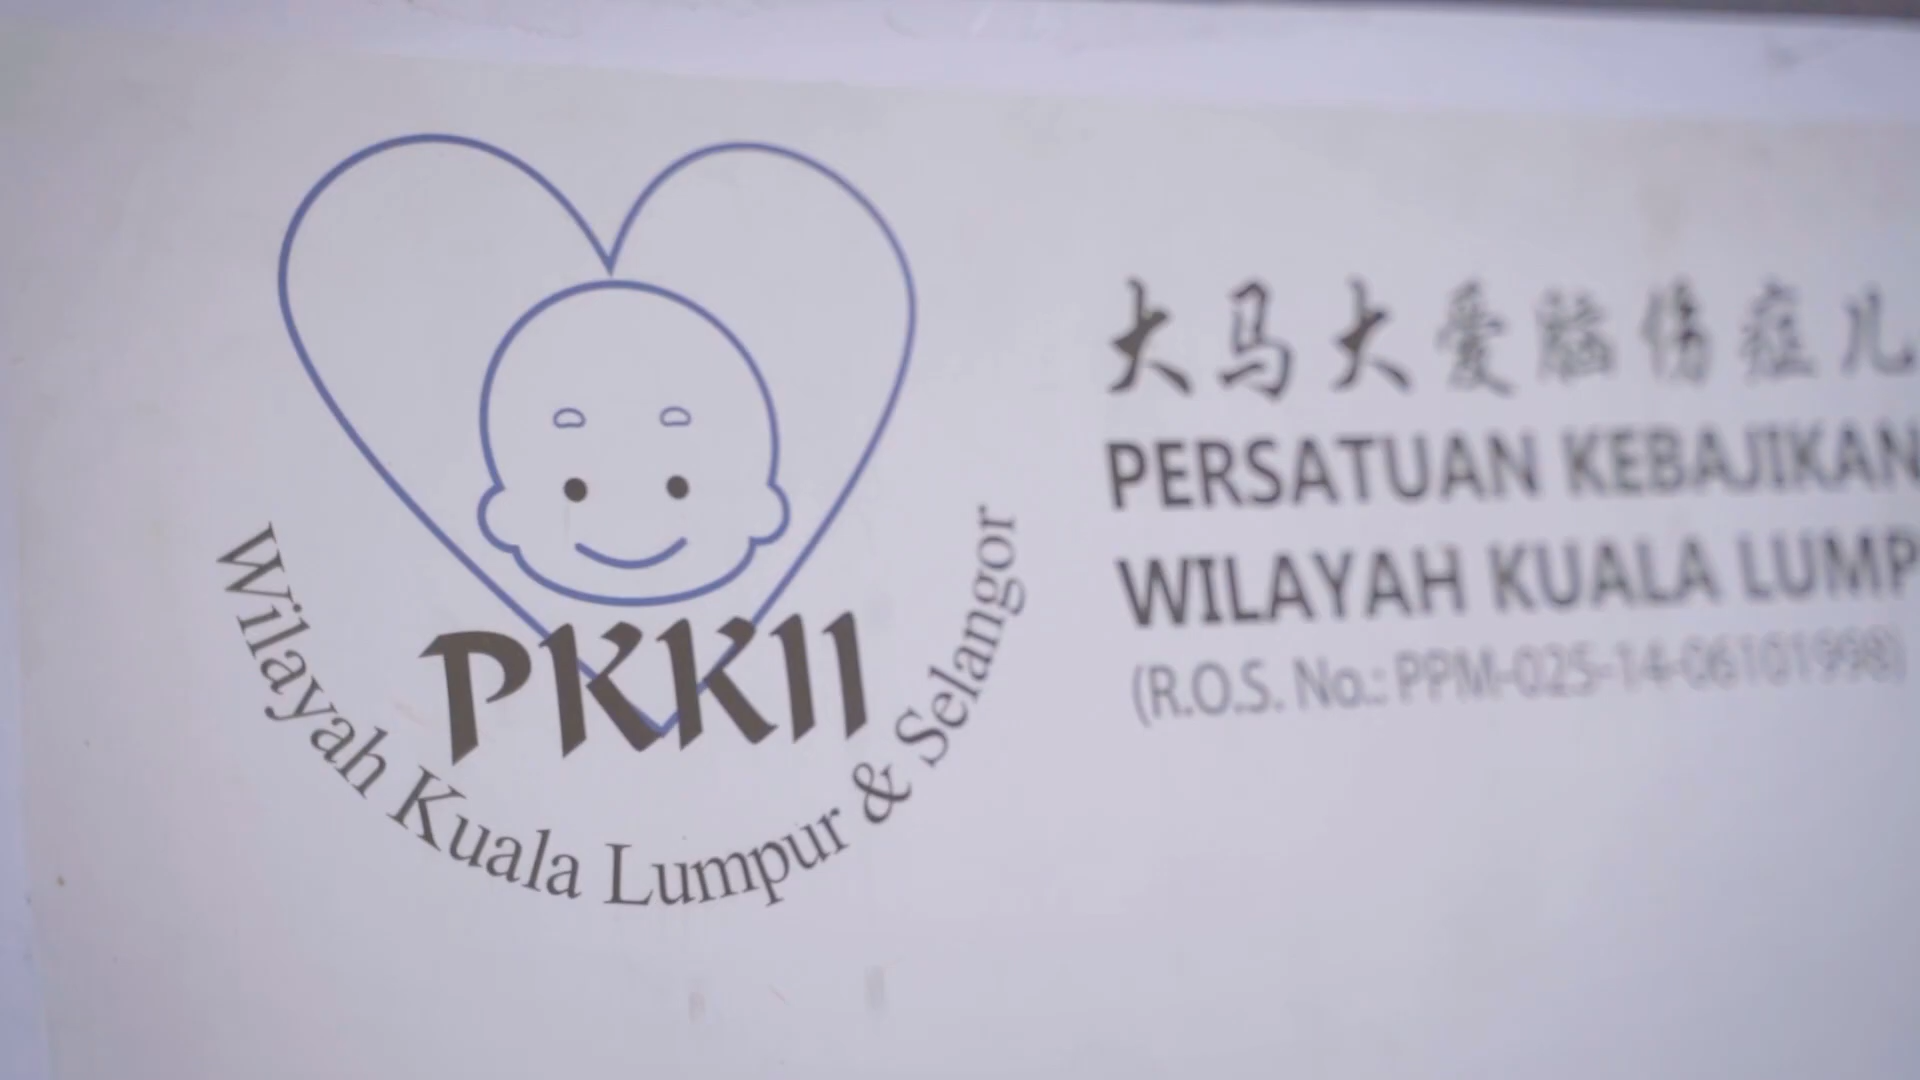 PKKII
Wilayah Kuala Lumpur & Selangor
大马大爱脑伤症儿
PERSATUAN KEBAJIKAN
WILAYAH KUALA LUMP
(R.O.S. No.: PPM-025-14-06101998)